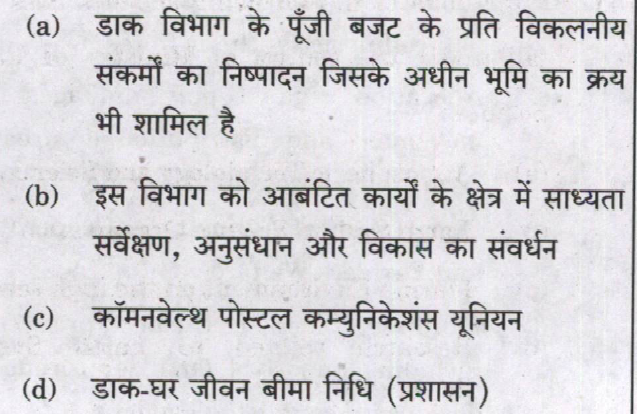 (a) डाक विभाग के पूँजी बजट के प्रति विकलनीय
संकर्मों का निष्पादन जिसके अधीन भूमि का क्रय
भी शामिल है
(b) इस विभाग को आबंटित कार्यों के क्षेत्र में साध्यता
सर्वेक्षण, अनुसंधान और विकास का संवर्धन
(c) कॉमनवेल्थ पोस्टल कम्युनिकेशंस यूनियन
(d) डाक-घर जीवन बीमा निधि (प्रशासन)